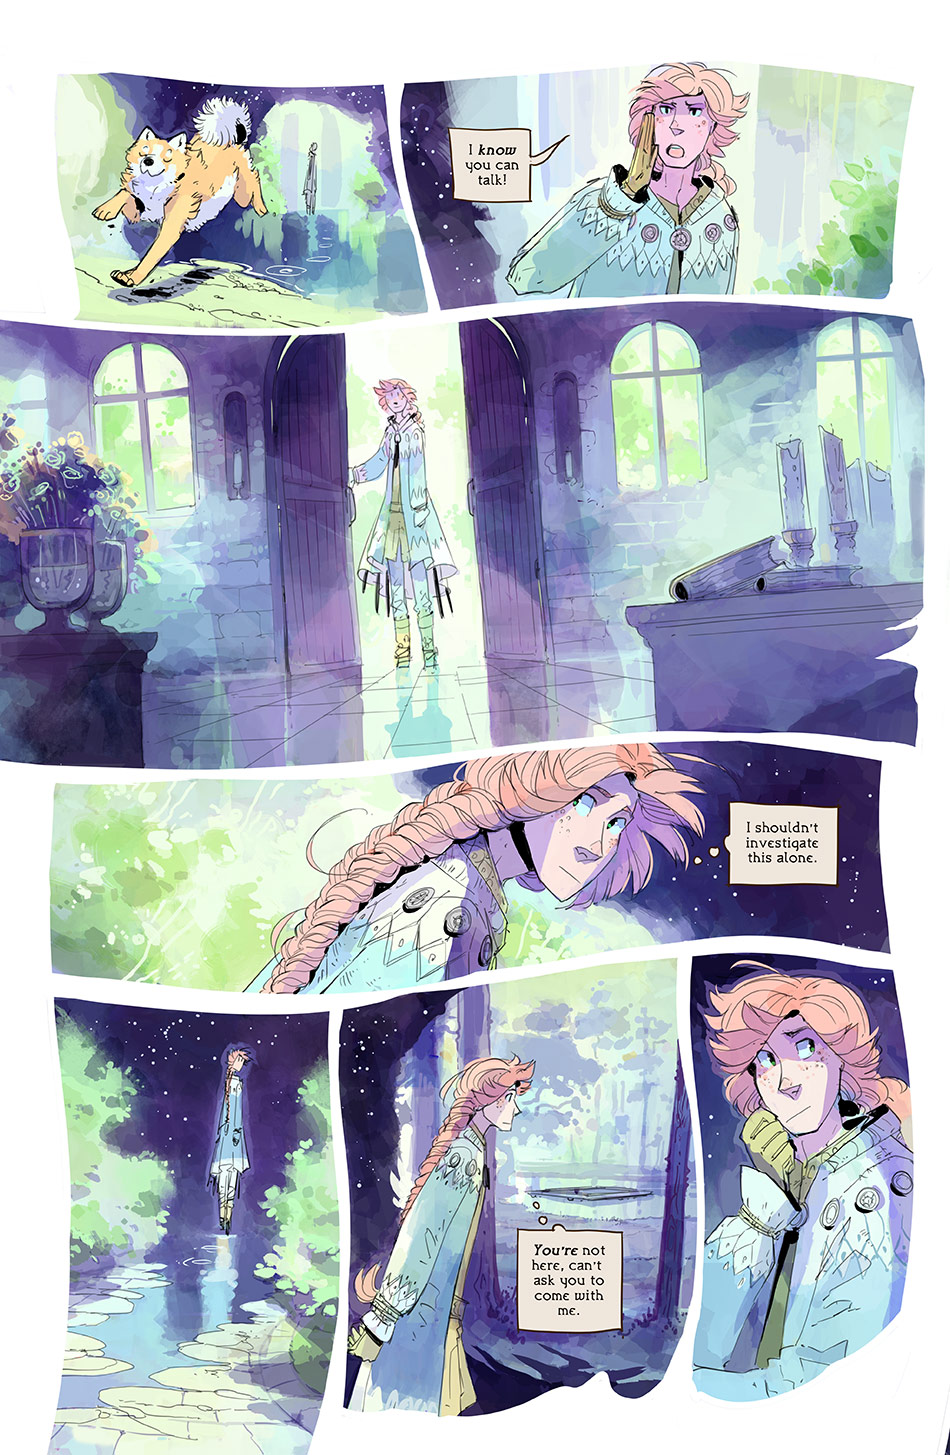 I know
you can
talk!
I shouldn't
investigate
this alone.
You're not
here, can't
ask you to
come with
me.